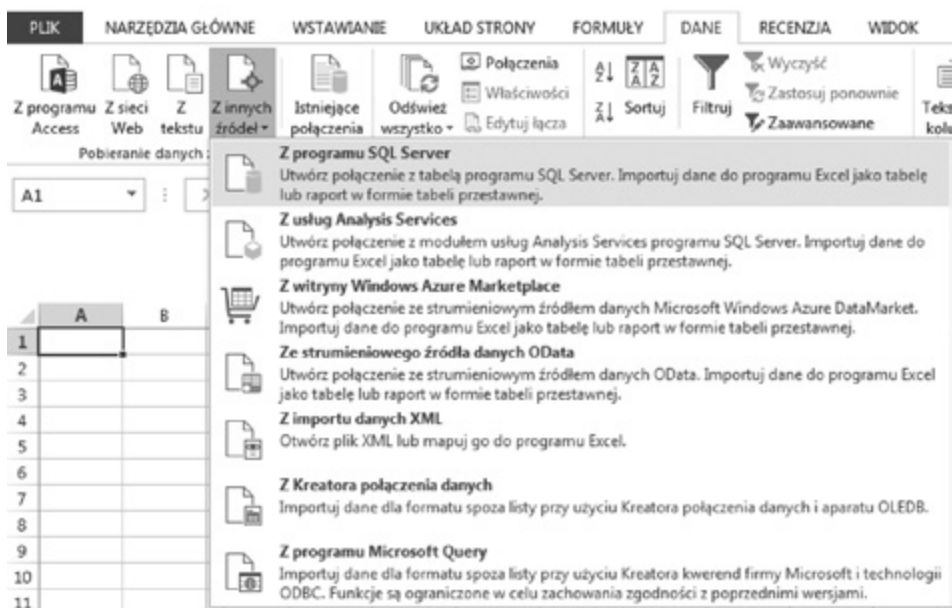 PLIK NARZĘDZIA GŁÓWNE WSTAWIANIE UKŁAD STRONY FORMUŁY DANE RECENZJA WIDOK
Z programu Access
Z sieci Web
Z tekstu
Z innych źródeł
Istniejące połączenia
Odśwież wszystko
Połączenia
Właściwości
Edytuj łącza
Sortuj
Filtruj
Wyczyść
Zastosuj ponownie
Zaawansowane
Pobieranie danych
A1
Z programu SQL Server
Utwórz połączenie z tabelą programu SQL Server. Importuj dane do programu Excel jako tabelę
lub raport w formie tabeli przestawnej.
Z usług Analysis Services
Utwórz połączenie z modułem usług Analysis Services programu SQL Server. Importuj dane do
programu Excel jako tabelę lub raport w formie tabeli przestawnej.
Z witryny Windows Azure Marketplace
Utwórz połączenie ze strumieniowym źródłem danych Microsoft Windows Azure DataMarket.
Importuj dane do programu Excel jako tabelę lub raport w formie tabeli przestawnej.
Ze strumieniowego źródła danych OData
Utwórz połączenie ze strumieniowym źródłem danych OData. Importuj dane do programu Excel
jako tabelę lub raport w formie tabeli przestawnej.
Z importu danych XML
Otwórz plik XML lub mapuj go do programu Excel.
Z Kreatora połączenia danych
Importuj dane dla formatu spoza listy przy użyciu Kreatora połączenia danych i aparatu OLEDB.
Z programu Microsoft Query
Importuj dane dla formatu spoza listy przy użyciu Kreatora kwerend firmy Microsoft i technologii
ODBC. Funkcje są ograniczone w celu zachowania zgodności z poprzednimi wersjami.
A B
1
2
3
4
5
6
7
8
9
10
11